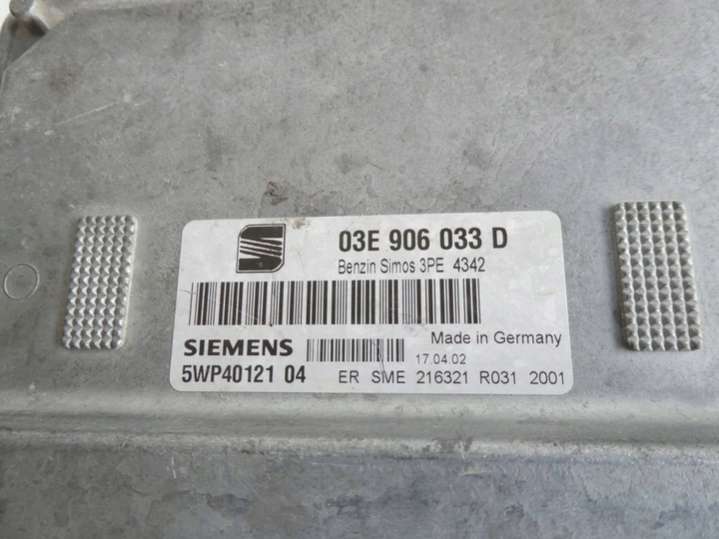 03E 906 033 D
Benzin Simos 3PE 4342
Made in Germany
SIEMENS
17.04.02
5WP40121 04 ER SME 216321 R031 2001